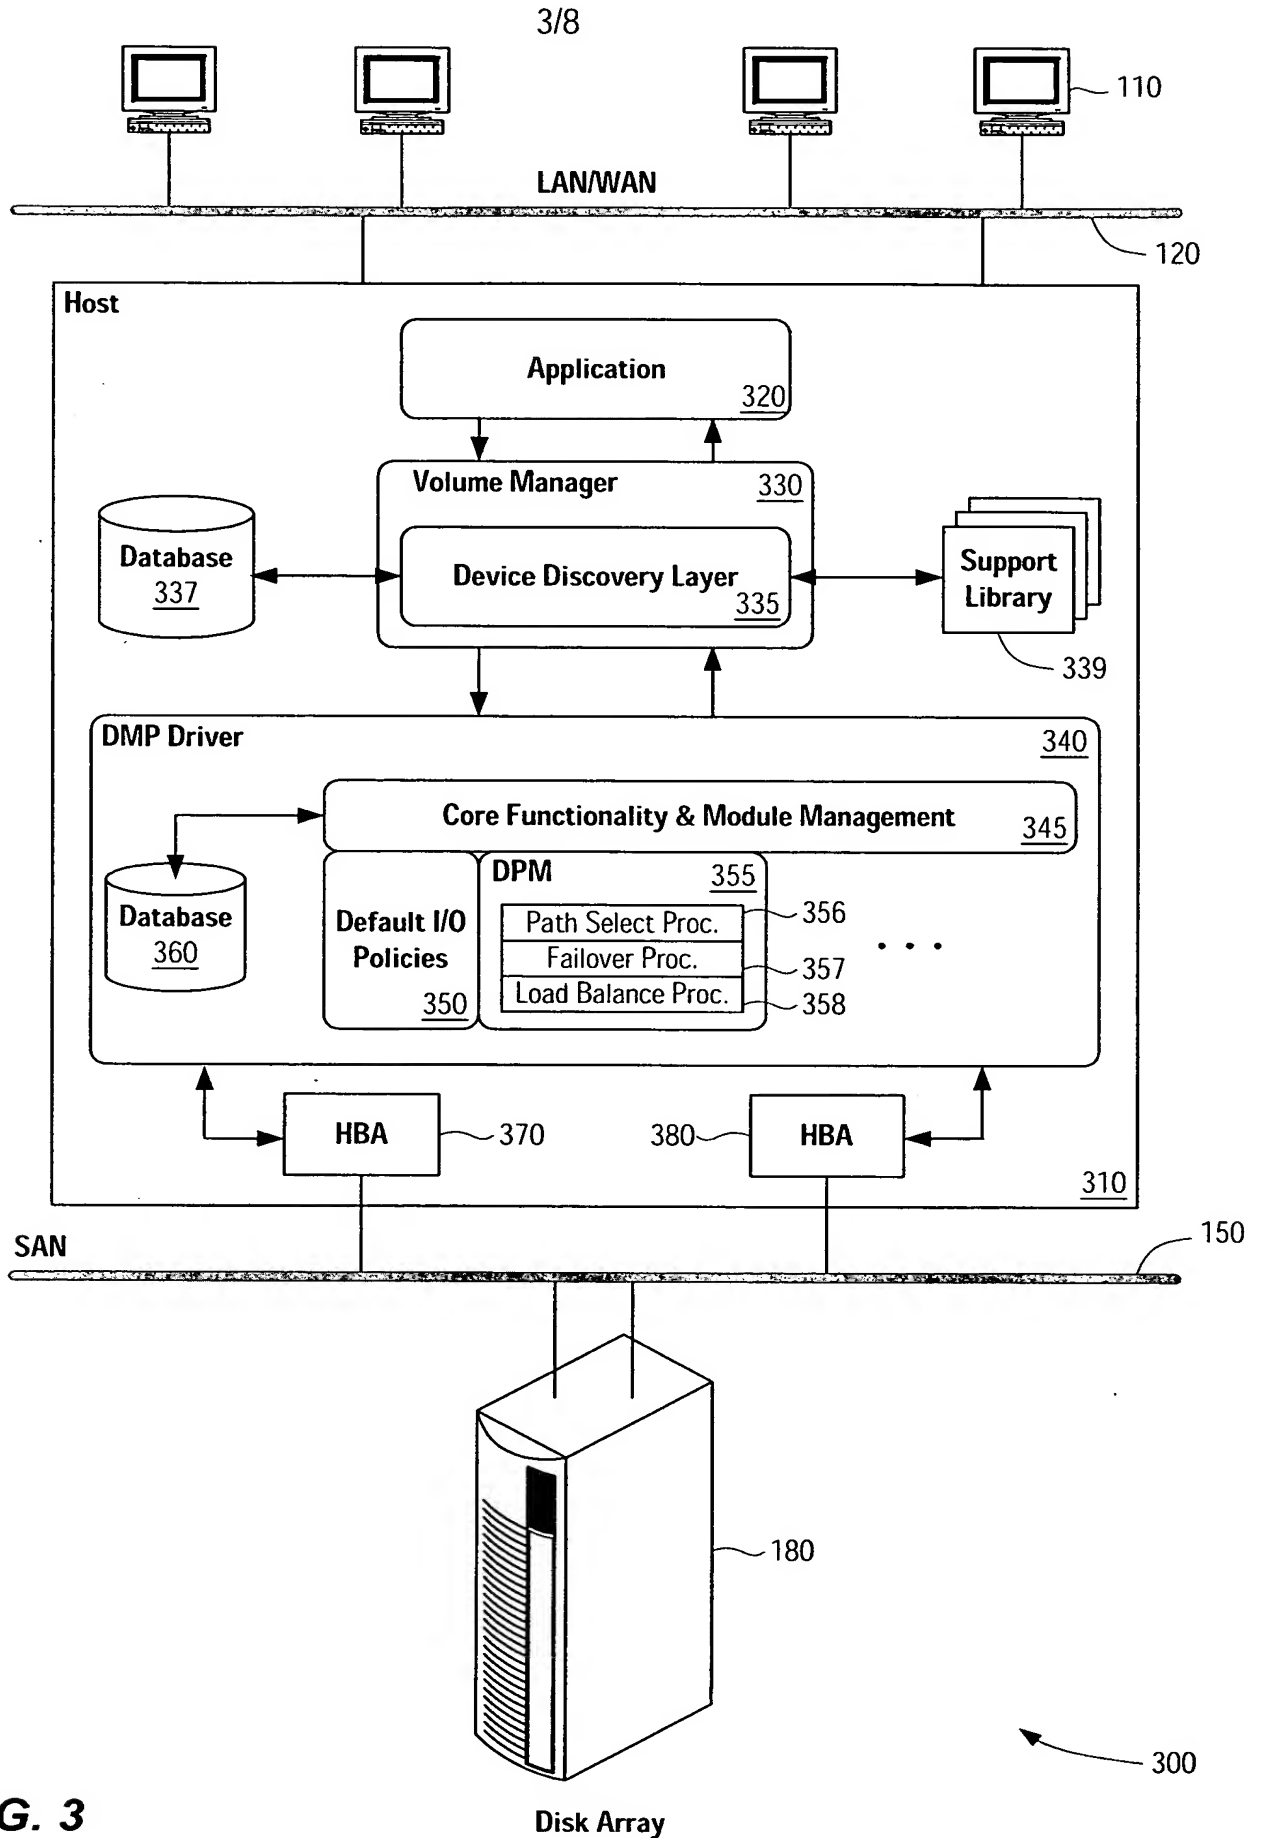 3/8
110
LAN/WAN
120
Host
Application
320
Volume Manager
330
Database
337
Device Discovery Layer
335
Support
Library
339
DMP Driver
340
Core Functionality & Module Management
345
Database
360
Default I/O
Policies
350
DPM
355
Path Select Proc.
356
Failover Proc.
357
Load Balance Proc.
358
• • •
HBA
370
380
HBA
310
SAN
150
180
300
G. 3
Disk Array